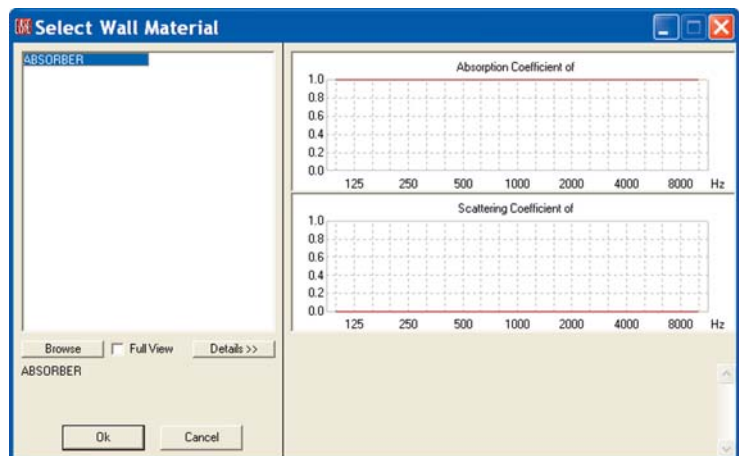 Select Wall Material
ABSORBER
Absorption Coefficient of
1.0
0.8
0.6
0.4
0.2
0.0
125 250 500 1000 2000 4000 8000 Hz
Scattering Coefficient of
1.0
0.8
0.6
0.4
0.2
0.0
125 250 500 1000 2000 4000 8000 Hz
Browse Full View Details >>
ABSORBER
Ok Cancel